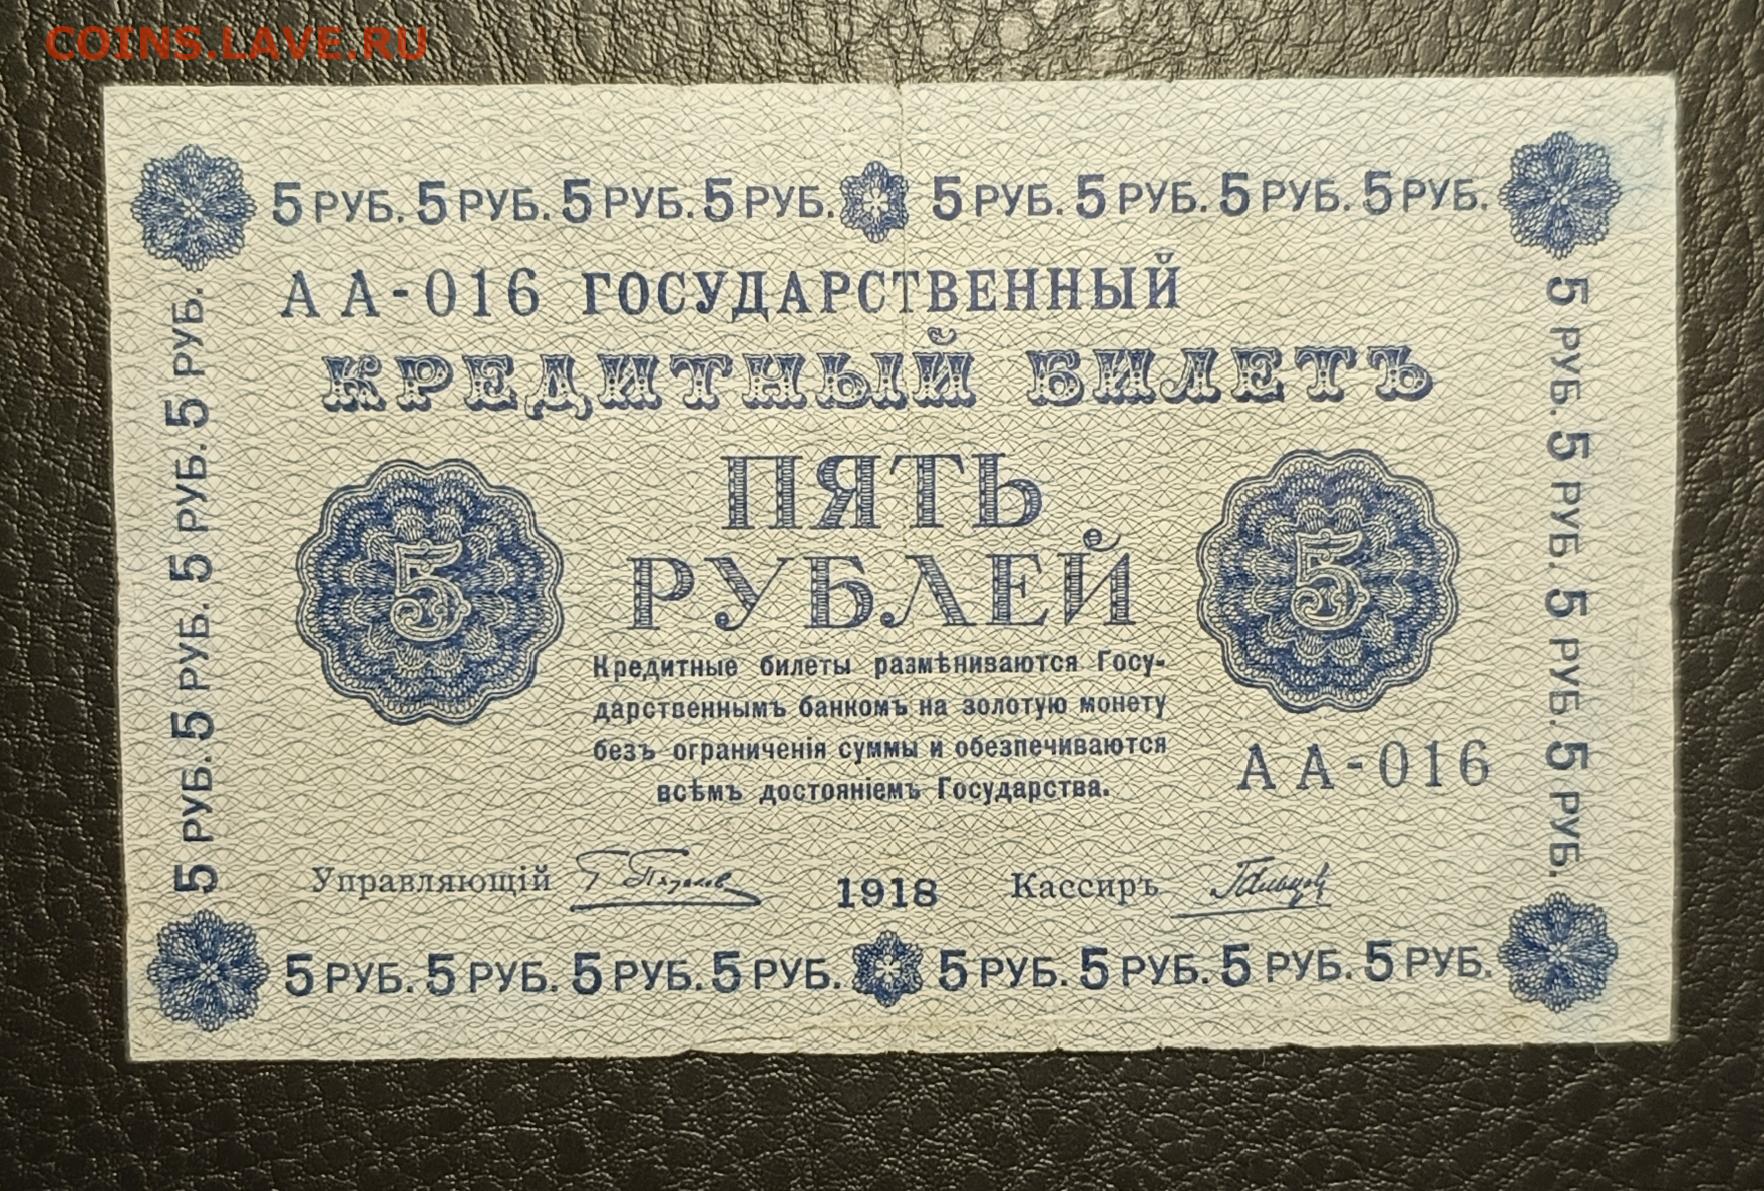 COINS.LAVE.RU
5 РУБ. 5 РУБ. 5 РУБ. 5 РУБ. 5 РУБ. 5 РУБ. 5 РУБ. 5 РУБ.
АА-016 ГОСУДАРСТВЕННЫЙ
КРЕДИТНЫЙ БИЛЕТЪ
5 РУБ. 5 РУБ. 5 РУБ. 5 РУБ.
5
ПЯТЬ
РУБЛЕЙ
5
5 РУБ. 5 РУБ. 5 РУБ. 5 РУБ.
Кредитные билеты размѣниваются Госу-
дарственнымъ банкомъ на золотую монету
безъ ограниченія суммы и обезпечиваются
всѣмъ достояніемъ Государства.
АА-016
Управляющій Г. Пятаков 1918 Кассиръ Гальцов
5 РУБ. 5 РУБ. 5 РУБ. 5 РУБ. 5 РУБ. 5 РУБ. 5 РУБ. 5 РУБ.